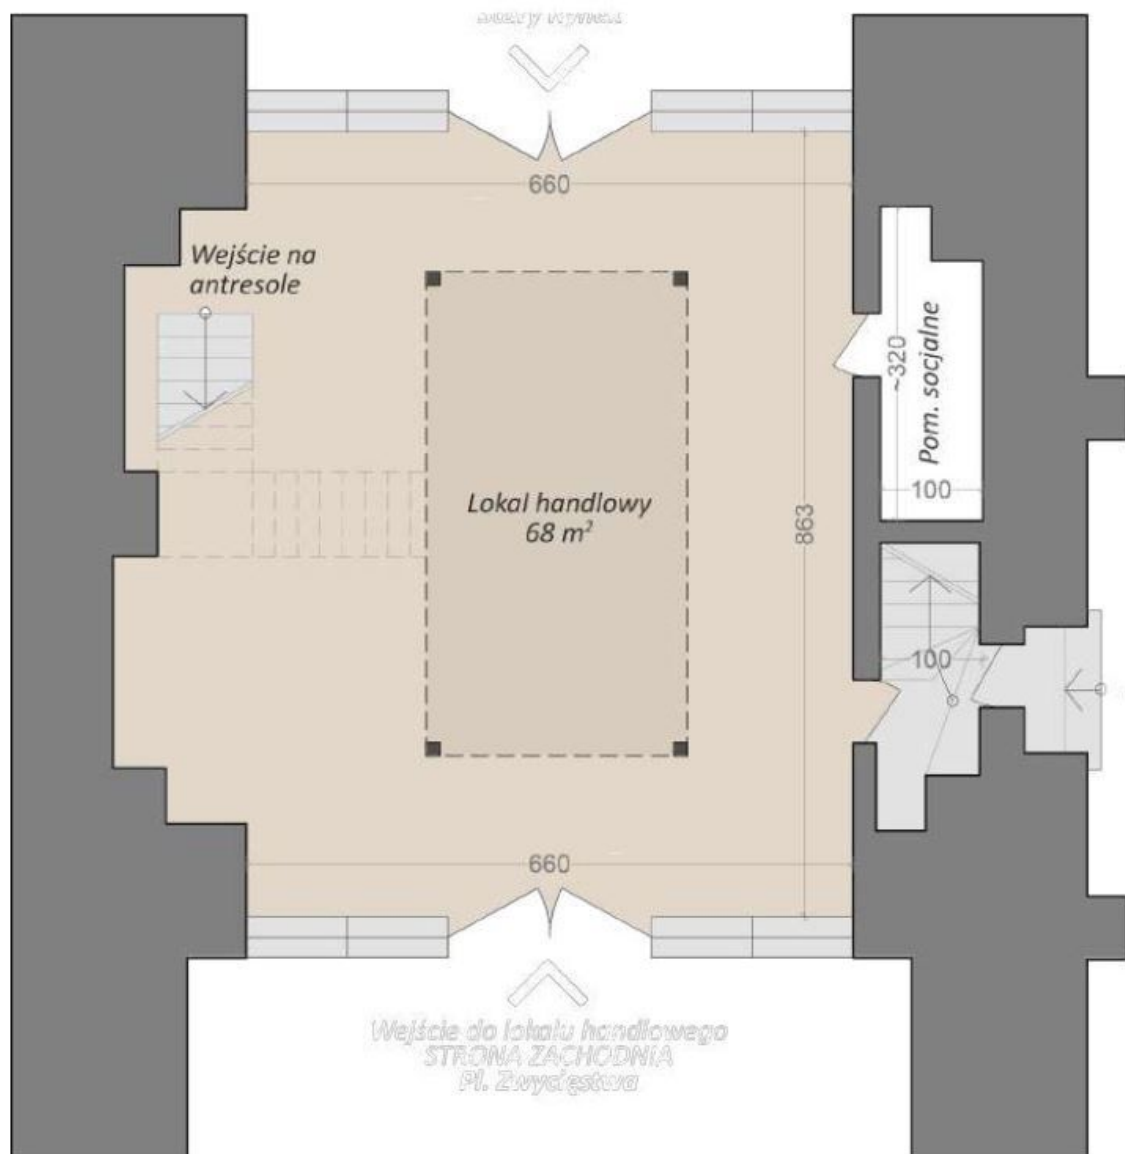 Rynek
660
Wejście na
antresole
~320
Pom. socjalne
100
Lokal handlowy
68 m²
863
100
660
Wejście do lokalu handlowego
STRONA ZACHODNIA
Pl. Zwycięstwa